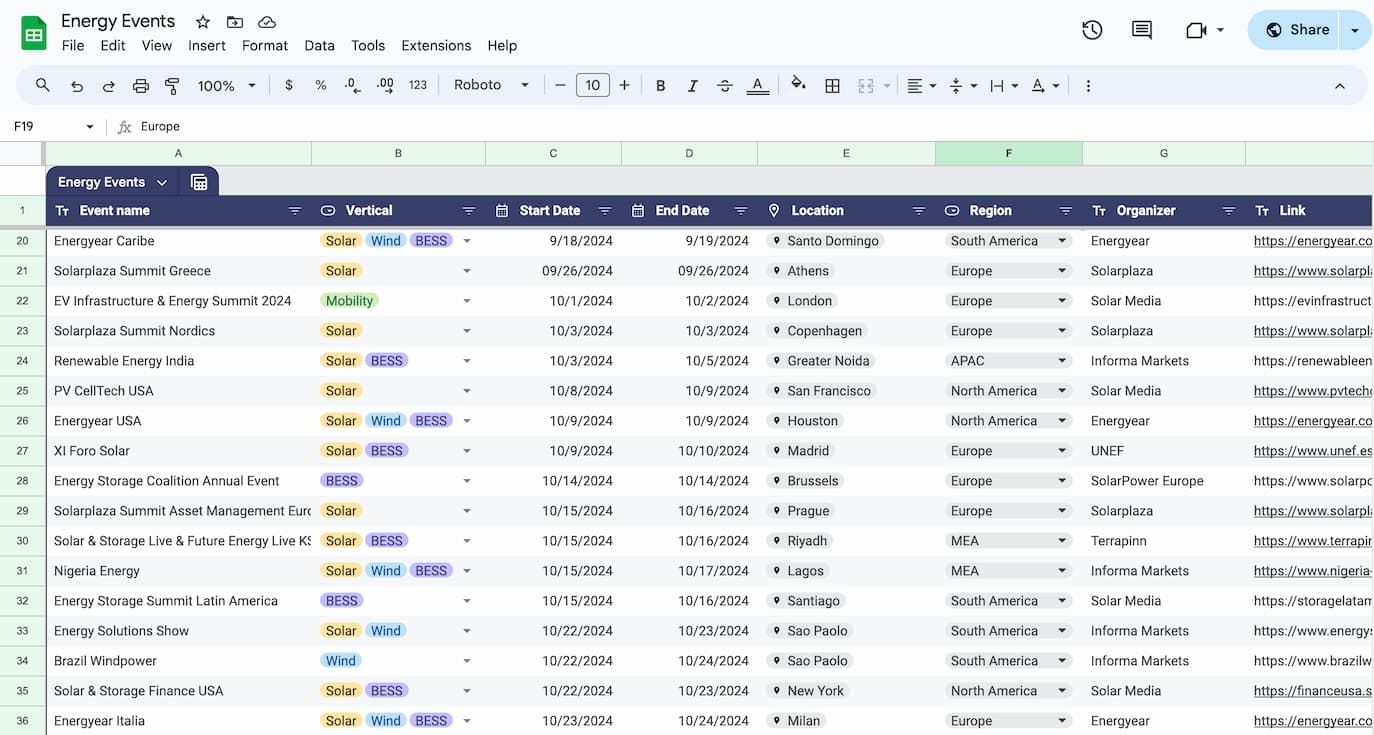 Energy Events
File Edit View Insert Format Data Tools Extensions Help
Share
100% $ % .0 .00 123 Roboto − 10 + B I A A
F19 fx Europe
A B C D E F G
Energy Events
1 Tт Event name Vertical Start Date End Date Location Region Tт Organizer Tт Link
20 Energyear Caribe Solar Wind BESS 9/18/2024 9/19/2024 Santo Domingo South America Energyear https://energyear.co
21 Solarplaza Summit Greece Solar 09/26/2024 09/26/2024 Athens Europe Solarplaza https://www.solarpl
22 EV Infrastructure & Energy Summit 2024 Mobility 10/1/2024 10/2/2024 London Europe Solar Media https://evinfrastruct
23 Solarplaza Summit Nordics Solar 10/3/2024 10/3/2024 Copenhagen Europe Solarplaza https://www.solarpl
24 Renewable Energy India Solar BESS 10/3/2024 10/5/2024 Greater Noida APAC Informa Markets https://renewableen
25 PV CellTech USA Solar 10/8/2024 10/9/2024 San Francisco North America Solar Media https://www.pvtech
26 Energyear USA Solar Wind BESS 10/9/2024 10/9/2024 Houston North America Energyear https://energyear.co
27 XI Foro Solar Solar BESS 10/9/2024 10/10/2024 Madrid Europe UNEF https://www.unef.es
28 Energy Storage Coalition Annual Event BESS 10/14/2024 10/14/2024 Brussels Europe SolarPower Europe https://www.solarpo
29 Solarplaza Summit Asset Management Euro Solar 10/15/2024 10/16/2024 Prague Europe Solarplaza https://www.solarpl
30 Solar & Storage Live & Future Energy Live KS Solar BESS 10/15/2024 10/16/2024 Riyadh MEA Terrapinn https://www.terrapin
31 Nigeria Energy Solar Wind BESS 10/15/2024 10/17/2024 Lagos MEA Informa Markets https://www.nigeria-
32 Energy Storage Summit Latin America BESS 10/15/2024 10/16/2024 Santiago South America Solar Media https://storagelatam
33 Energy Solutions Show Solar Wind 10/22/2024 10/23/2024 Sao Paolo South America Informa Markets https://www.energys
34 Brazil Windpower Wind 10/22/2024 10/24/2024 Sao Paolo South America Informa Markets https://www.brazilw
35 Solar & Storage Finance USA Solar BESS 10/22/2024 10/23/2024 New York North America Solar Media https://financeusa.s
36 Energyear Italia Solar Wind BESS 10/23/2024 10/24/2024 Milan Europe Energyear https://energyear.co